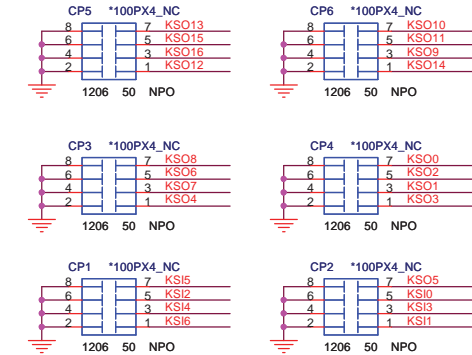 CP5 *100PX4_NC
8 7 KSO13
6 5 KSO15
4 3 KSO16
2 1 KSO12
1206 50 NPO
CP6 *100PX4_NC
8 7 KSO10
6 5 KSO11
4 3 KSO9
2 1 KSO14
1206 50 NPO
CP3 *100PX4_NC
8 7 KSO8
6 5 KSO6
4 3 KSO7
2 1 KSO4
1206 50 NPO
CP4 *100PX4_NC
8 7 KSO0
6 5 KSO2
4 3 KSO1
2 1 KSO3
1206 50 NPO
CP1 *100PX4_NC
8 7 KSI5
6 5 KSI2
4 3 KSI4
2 1 KSI6
1206 50 NPO
CP2 *100PX4_NC
8 7 KSO5
6 5 KSI0
4 3 KSI3
2 1 KSI1
1206 50 NPO